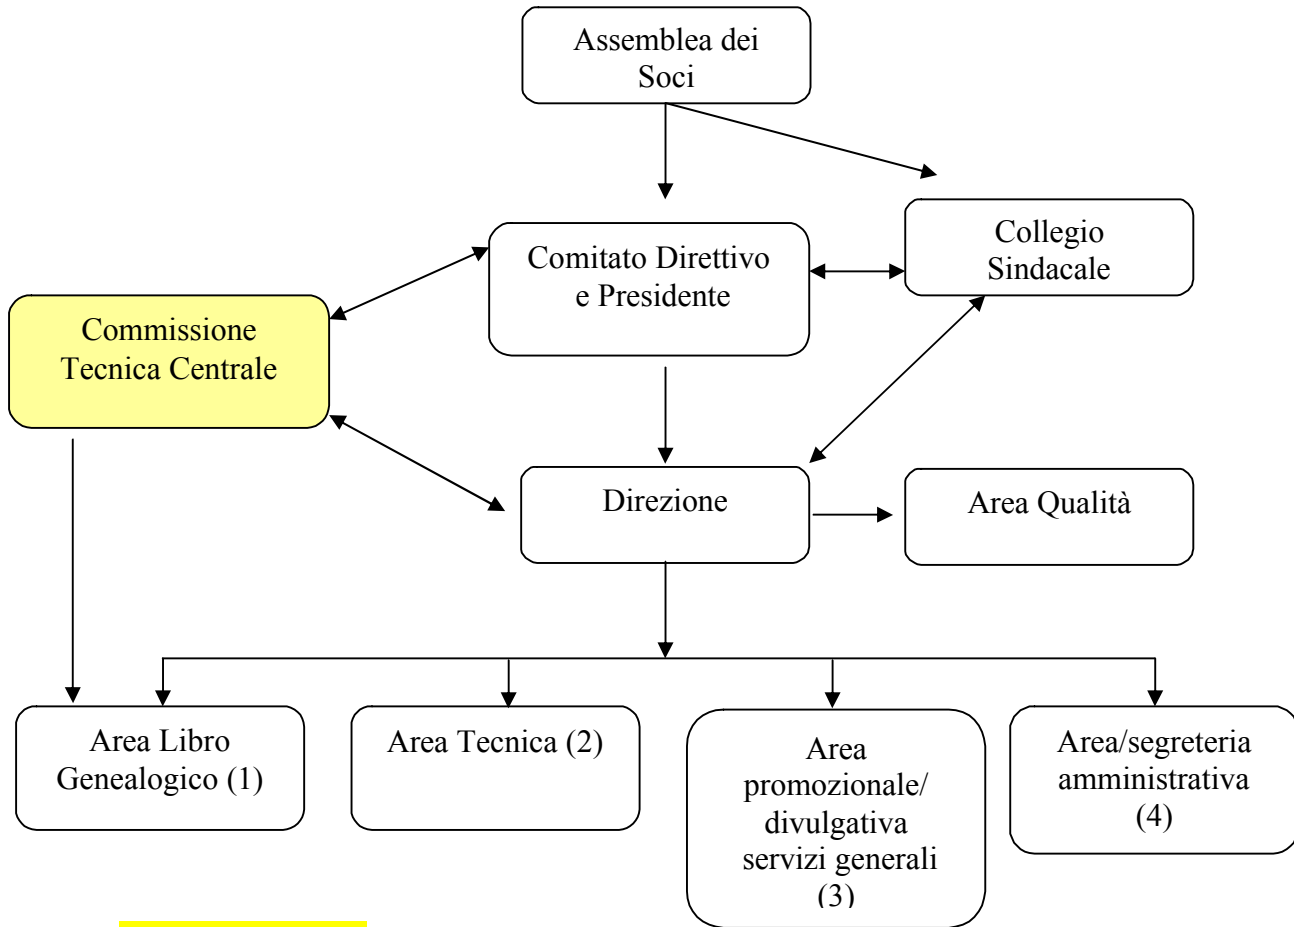 Assemblea dei
Soci
Comitato Direttivo
e Presidente
Collegio
Sindacale
Commissione
Tecnica Centrale
Direzione
Area Qualità
Area Libro
Genealogico (1)
Area Tecnica (2)
Area
promozionale/
divulgativa
servizi generali
(3)
Area/segreteria
amministrativa
(4)